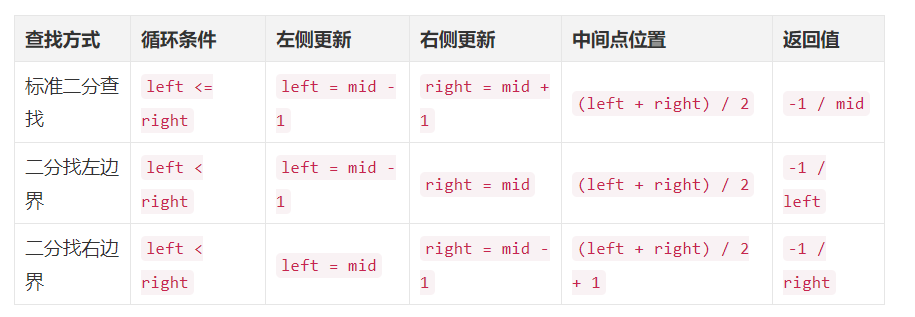 查找方式 循环条件 左侧更新 右侧更新 中间点位置 返回值
标准二分查找 left <= right left = mid - 1 right = mid + 1 (left + right) / 2 -1 / mid
二分找左边界 left < right left = mid - 1 right = mid (left + right) / 2 -1 / left
二分找右边界 left < right left = mid right = mid - 1 (left + right) / 2 + 1 -1 / right